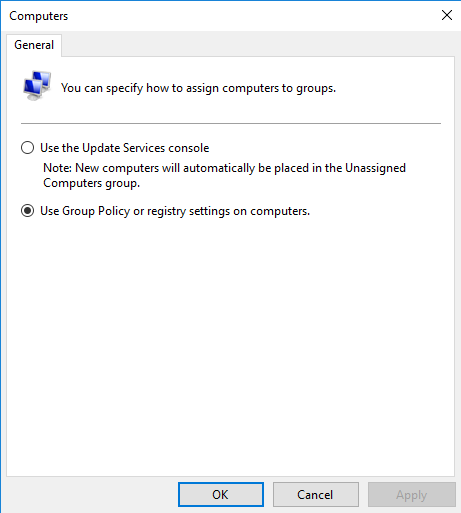 Computers
General
You can specify how to assign computers to groups.
Use the Update Services console
Note: New computers will automatically be placed in the Unassigned
Computers group.
Use Group Policy or registry settings on computers.
OK Cancel Apply